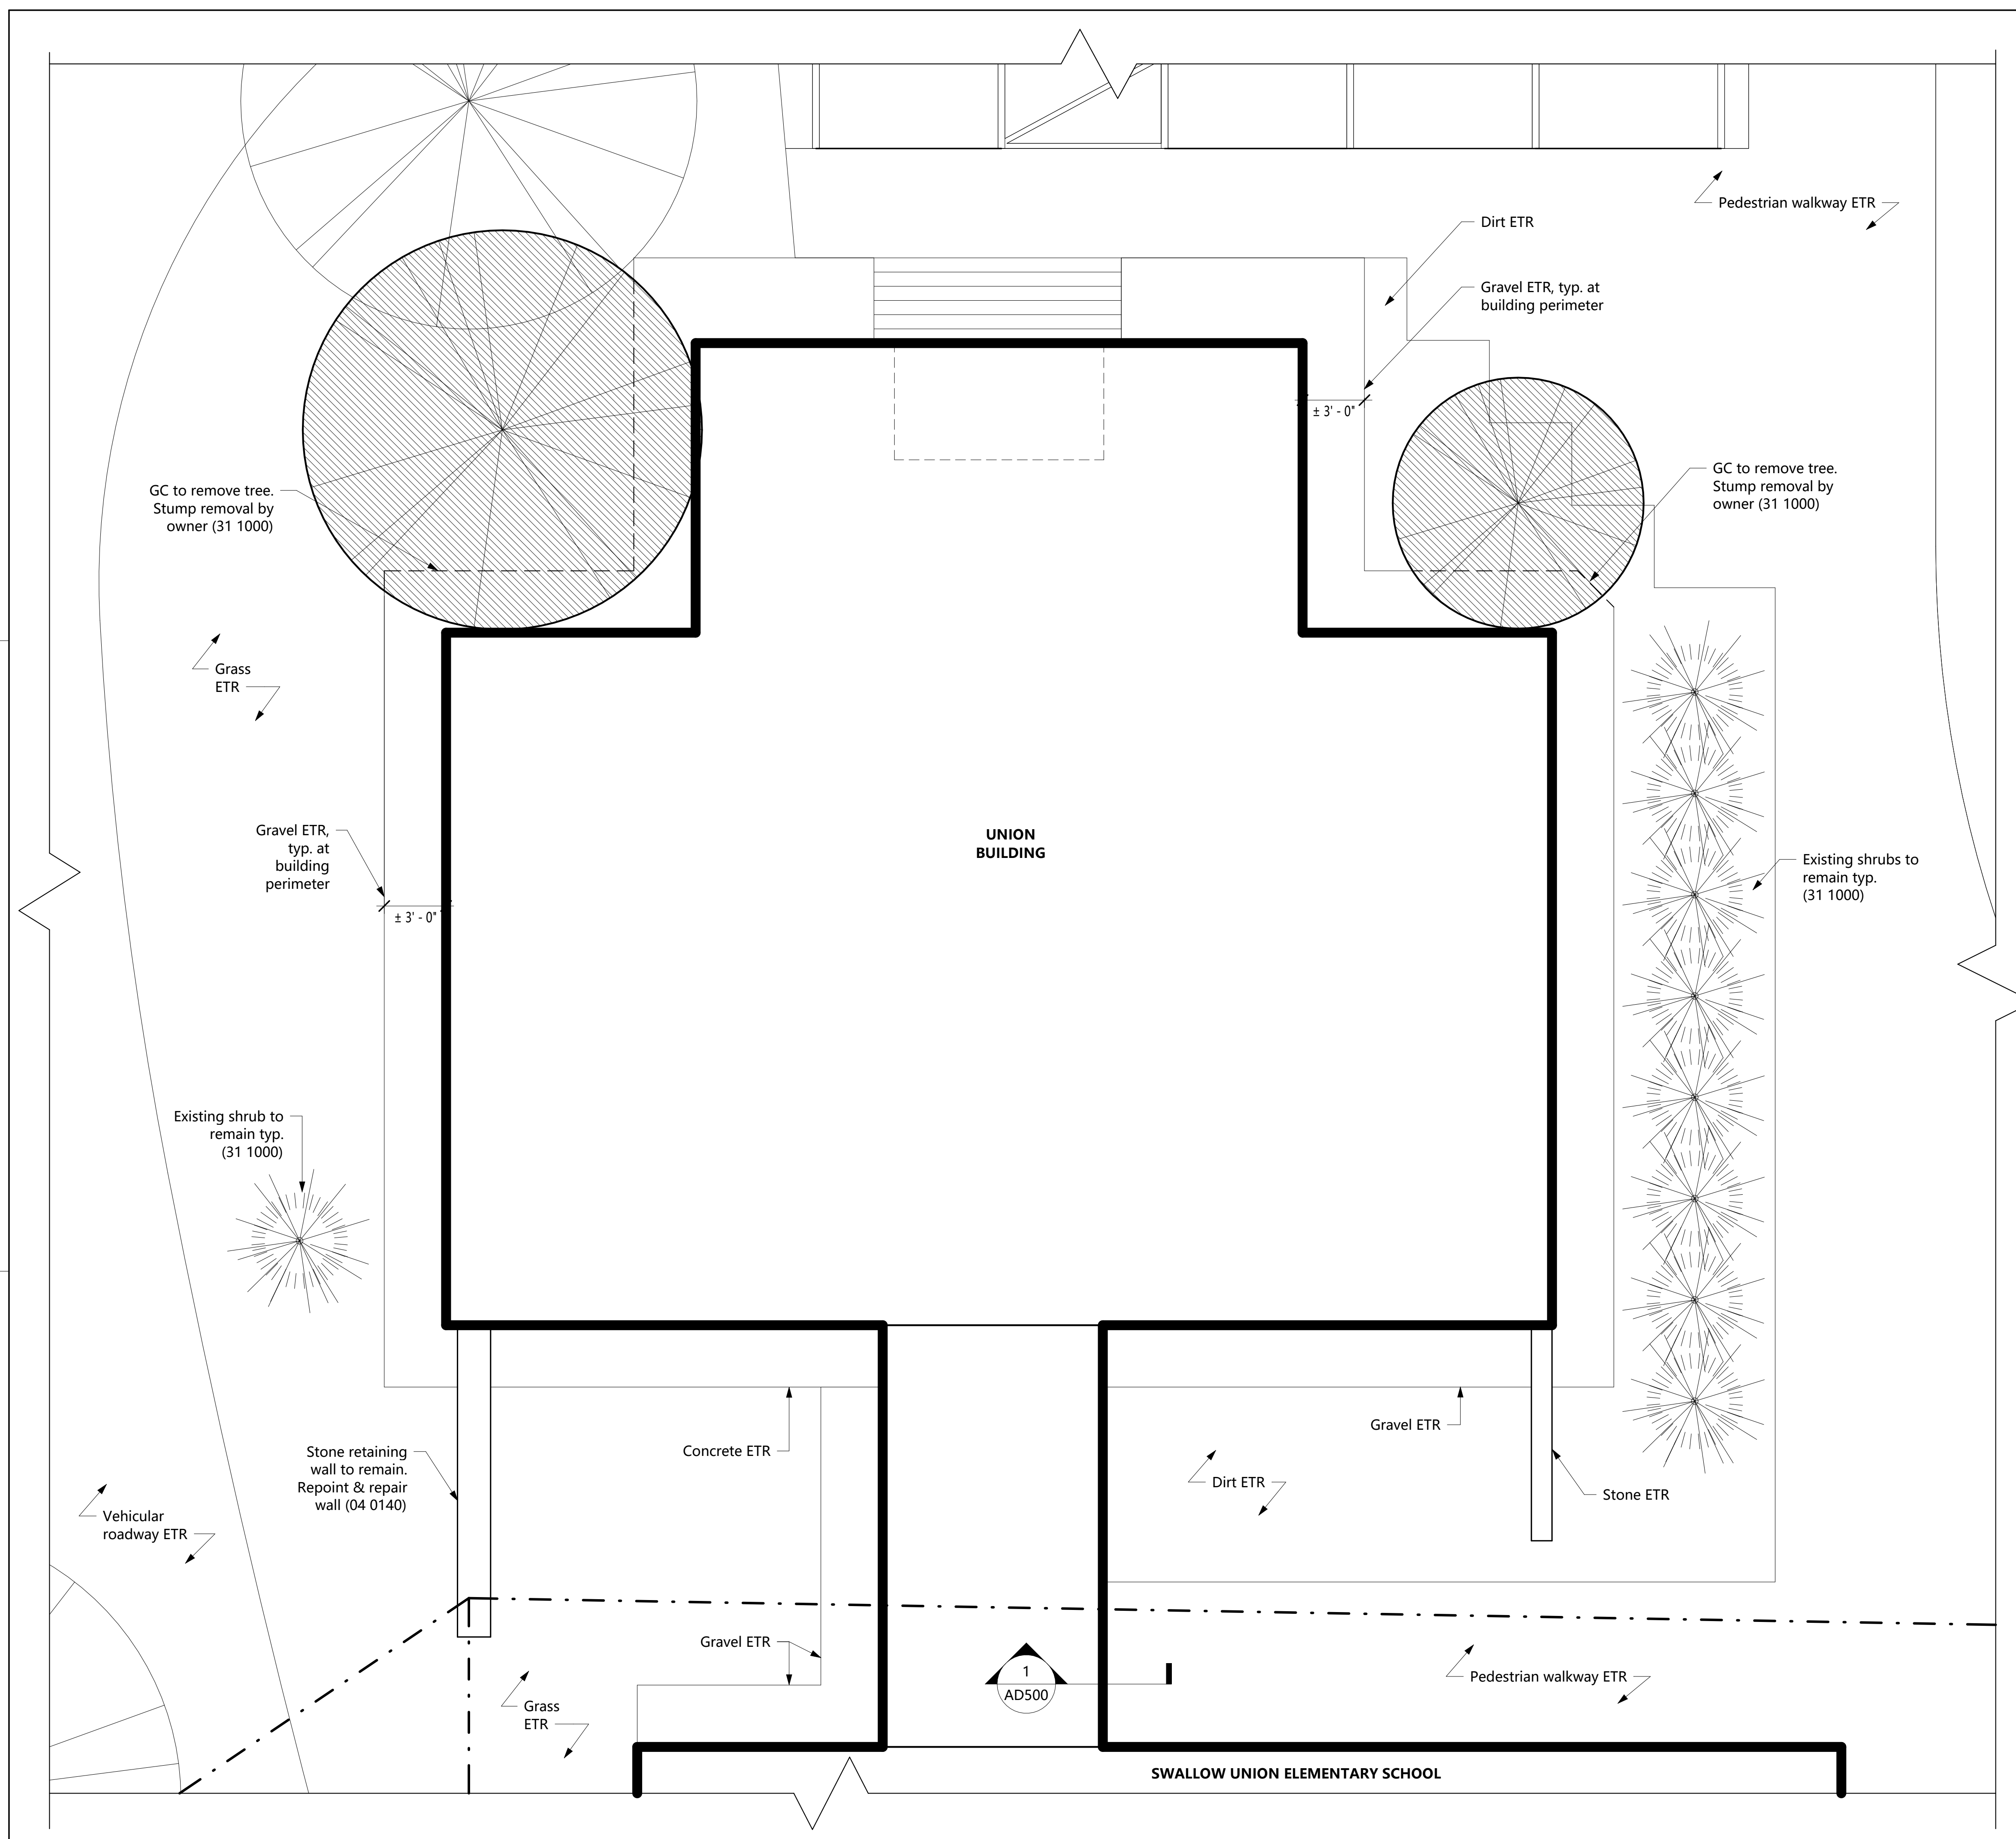 Pedestrian walkway ETR
Dirt ETR
Gravel ETR, typ. at
building perimeter
± 3' - 0"
GC to remove tree.
Stump removal by
owner (31 1000)
GC to remove tree.
Stump removal by
owner (31 1000)
Grass
ETR
Gravel ETR,
typ. at
building
perimeter
± 3' - 0"
UNION
BUILDING
Existing shrubs to
remain typ.
(31 1000)
Existing shrub to
remain typ.
(31 1000)
Stone retaining
wall to remain.
Repoint & repair
wall (04 0140)
Concrete ETR
Gravel ETR
Dirt ETR
Stone ETR
Vehicular
roadway ETR
Gravel ETR
Grass
ETR
1
AD500
Pedestrian walkway ETR
SWALLOW UNION ELEMENTARY SCHOOL